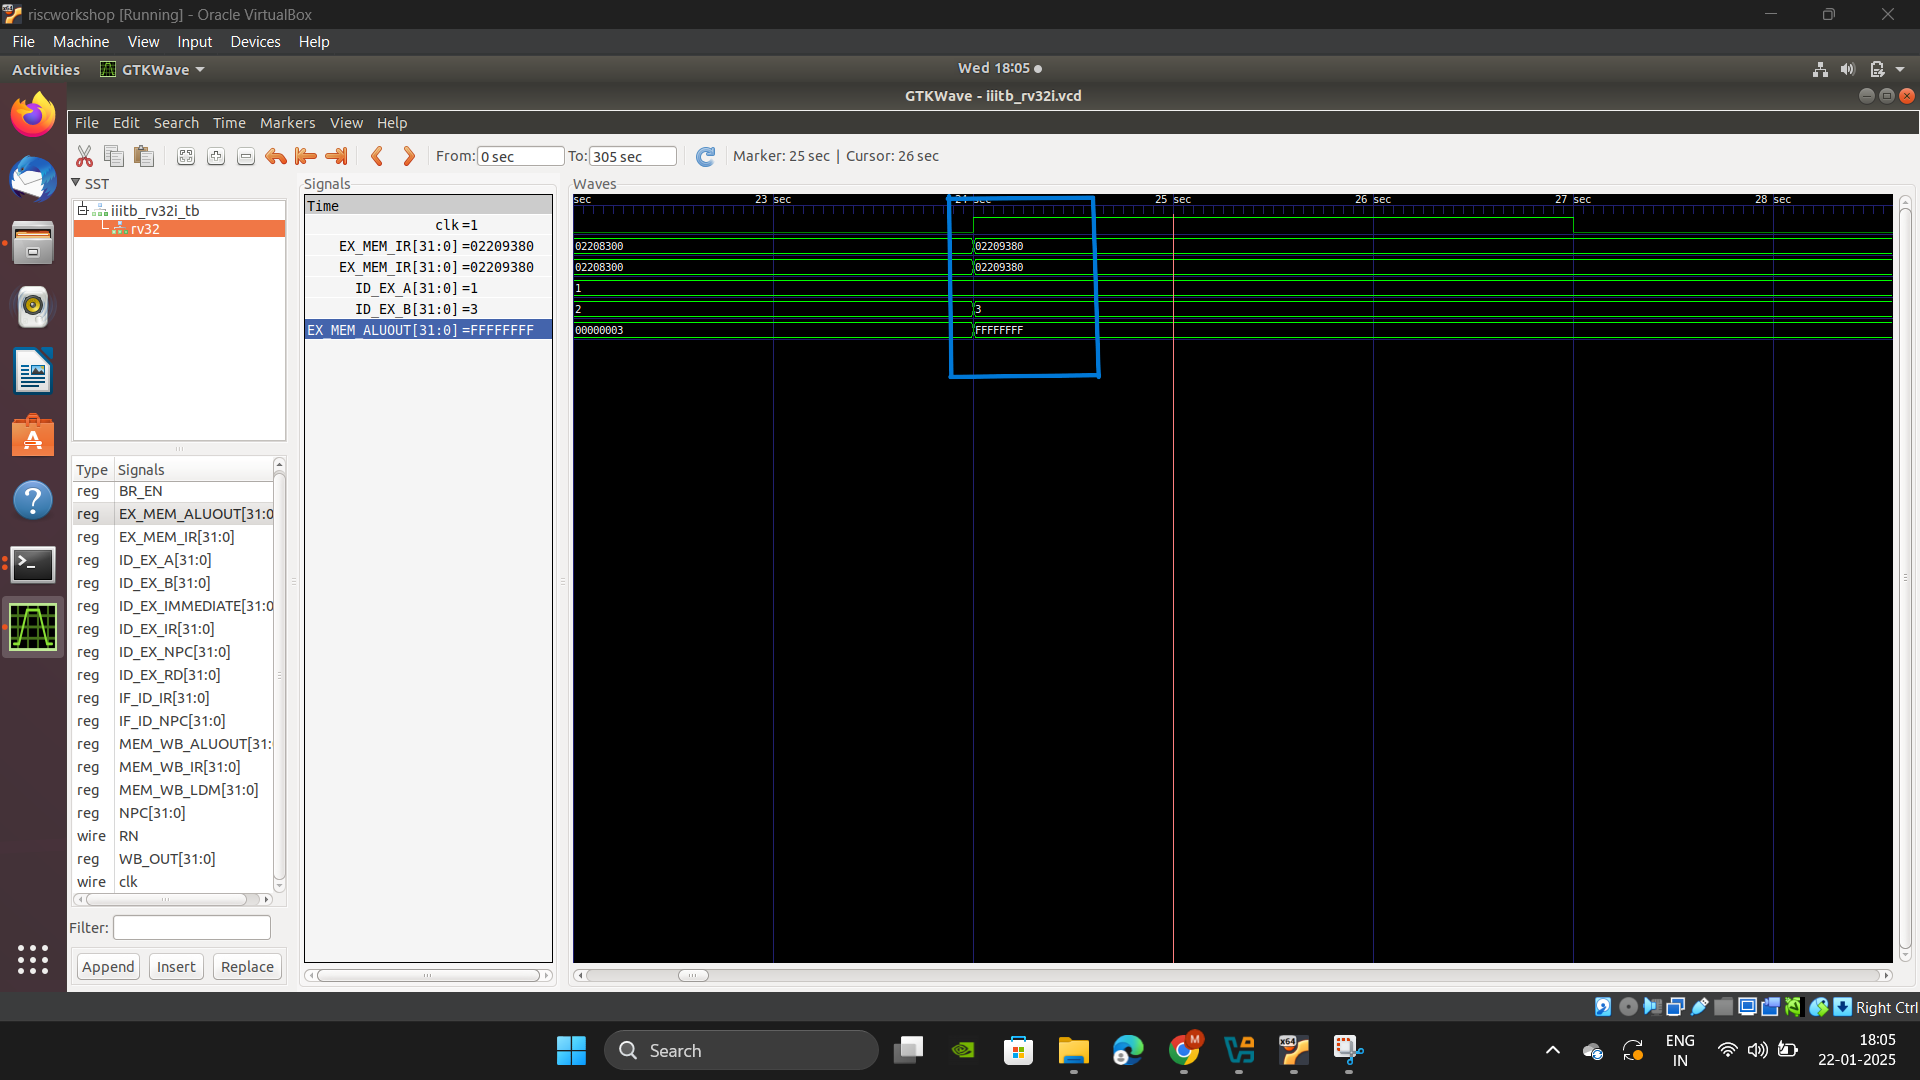 riscworkshop [Running] - Oracle VirtualBox
File Machine View Input Devices Help
Activities GTKWave Wed 18:05
GTKWave - iiitb_rv32i.vcd
File Edit Search Time Markers View Help
From: 0 sec To: 305 sec Marker: 25 sec | Cursor: 26 sec
SST
iiitb_rv32i_tb
rv32
Type Signals
reg BR_EN
reg EX_MEM_ALUOUT[31:0
reg EX_MEM_IR[31:0]
reg ID_EX_A[31:0]
reg ID_EX_B[31:0]
reg ID_EX_IMMEDIATE[31:0
reg ID_EX_IR[31:0]
reg ID_EX_NPC[31:0]
reg ID_EX_RD[31:0]
reg IF_ID_IR[31:0]
reg IF_ID_NPC[31:0]
reg MEM_WB_ALUOUT[31:
reg MEM_WB_IR[31:0]
reg MEM_WB_LDM[31:0]
reg NPC[31:0]
wire RN
reg WB_OUT[31:0]
wire clk
Filter:
Append Insert Replace
Signals
Time
clk =1
EX_MEM_IR[31:0] =02209380
EX_MEM_IR[31:0] =02209380
ID_EX_A[31:0] =1
ID_EX_B[31:0] =3
EX_MEM_ALUOUT[31:0] =FFFFFFFF
Waves
sec 23 sec 24 sec 25 sec 26 sec 27 sec 28 sec
02208300 02209380
02208300 02209380
1
2 3
00000003 FFFFFFFF
Right Ctrl
Search
ENG
IN
18:05
22-01-2025